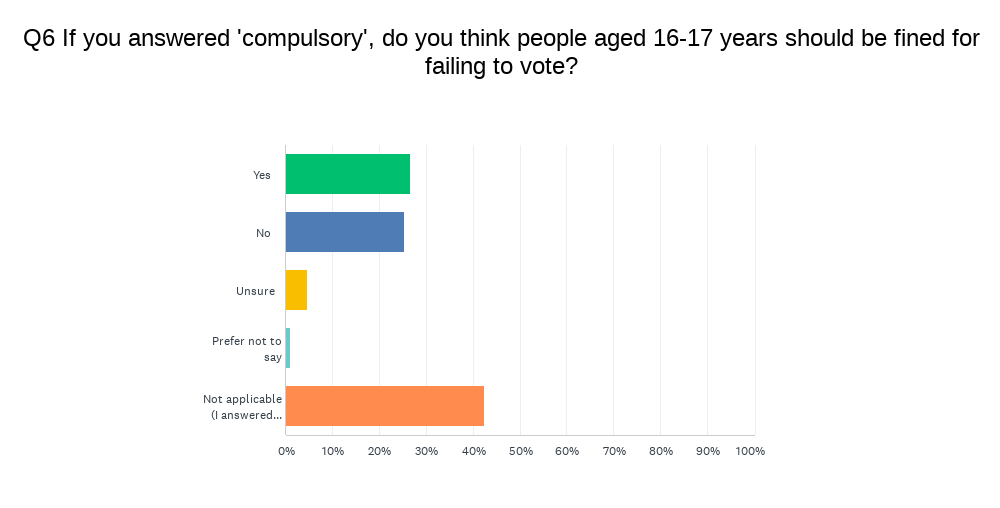 Q6 If you answered 'compulsory', do you think people aged 16-17 years should be fined for
failing to vote?
Yes
No
Unsure
Prefer not to
say
Not applicable
(I answered...
0% 10% 20% 30% 40% 50% 60% 70% 80% 90% 100%